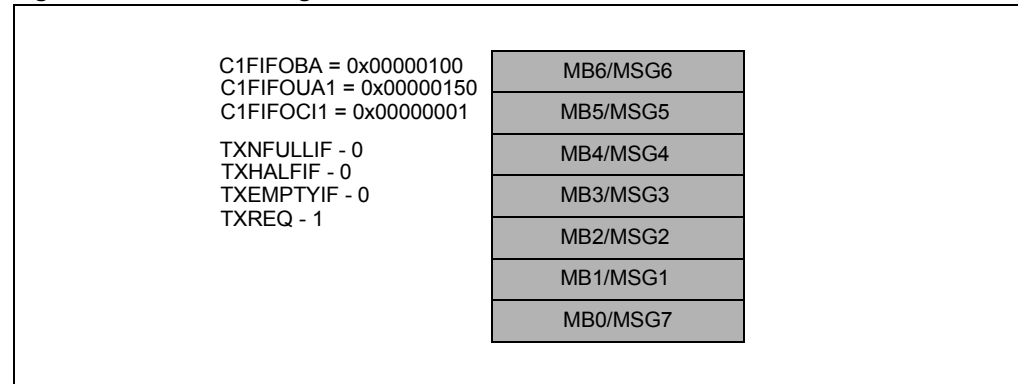 C1FIFOBA = 0x00000100
C1FIFOUA1 = 0x00000150
C1FIFOCI1 = 0x00000001
TXNFULLIF - 0
TXHALFIF - 0
TXEMPTYIF - 0
TXREQ - 1
MB6/MSG6
MB5/MSG5
MB4/MSG4
MB3/MSG3
MB2/MSG2
MB1/MSG1
MB0/MSG7